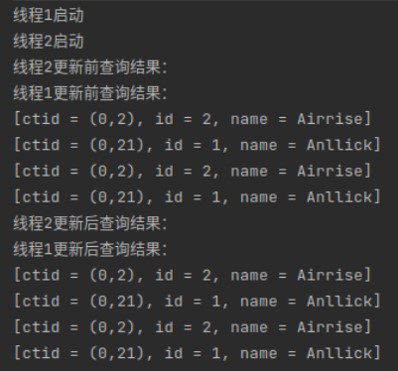 线程1启动
线程2启动
线程2更新前查询结果:
线程1更新前查询结果:
[ctid = (0,2), id = 2, name = Airrise]
[ctid = (0,21), id = 1, name = Anllick]
[ctid = (0,2), id = 2, name = Airrise]
[ctid = (0,21), id = 1, name = Anllick]
线程2更新后查询结果:
线程1更新后查询结果:
[ctid = (0,2), id = 2, name = Airrise]
[ctid = (0,21), id = 1, name = Anllick]
[ctid = (0,2), id = 2, name = Airrise]
[ctid = (0,21), id = 1, name = Anllick]